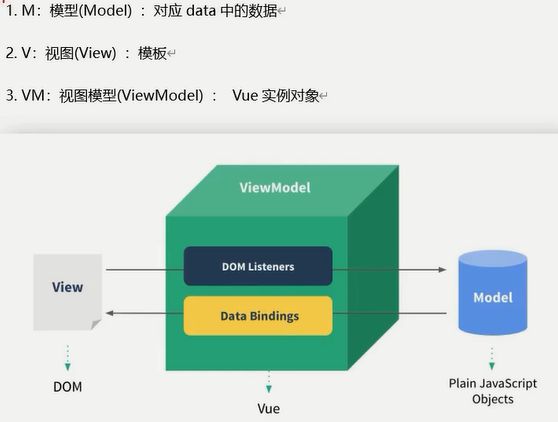 1. M：模型(Model) ：对应 data 中的数据
2. V：视图(View) ：模板
3. VM：视图模型(ViewModel) ： Vue 实例对象
ViewModel
DOM Listeners
View
Model
Data Bindings
DOM
Vue
Plain JavaScript
Objects